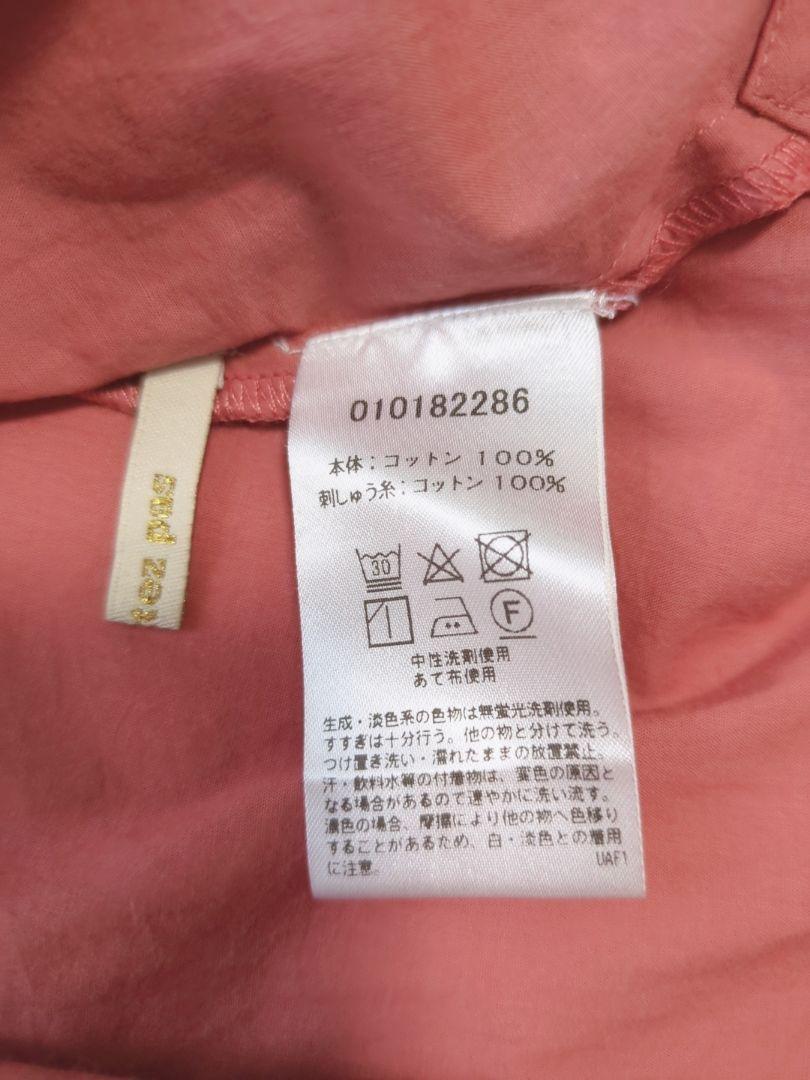 010182286
本体：コットン 100%
刺しゅう糸：コットン 100%
30
F
中性洗剤使用
あて布使用
生成・淡色系の色物は無蛍光洗剤使用。
すすぎは十分行う。他の物と分けて洗う。
つけ置き洗い・濡れたままの放置禁止。
汗・飲料水等の付着物は、変色の原因と
なる場合があるので速やかに洗い流す。
濃色の場合、摩擦により他の物へ色移り
することがあるため、白・淡色との着用
に注意。
UAF1
sud